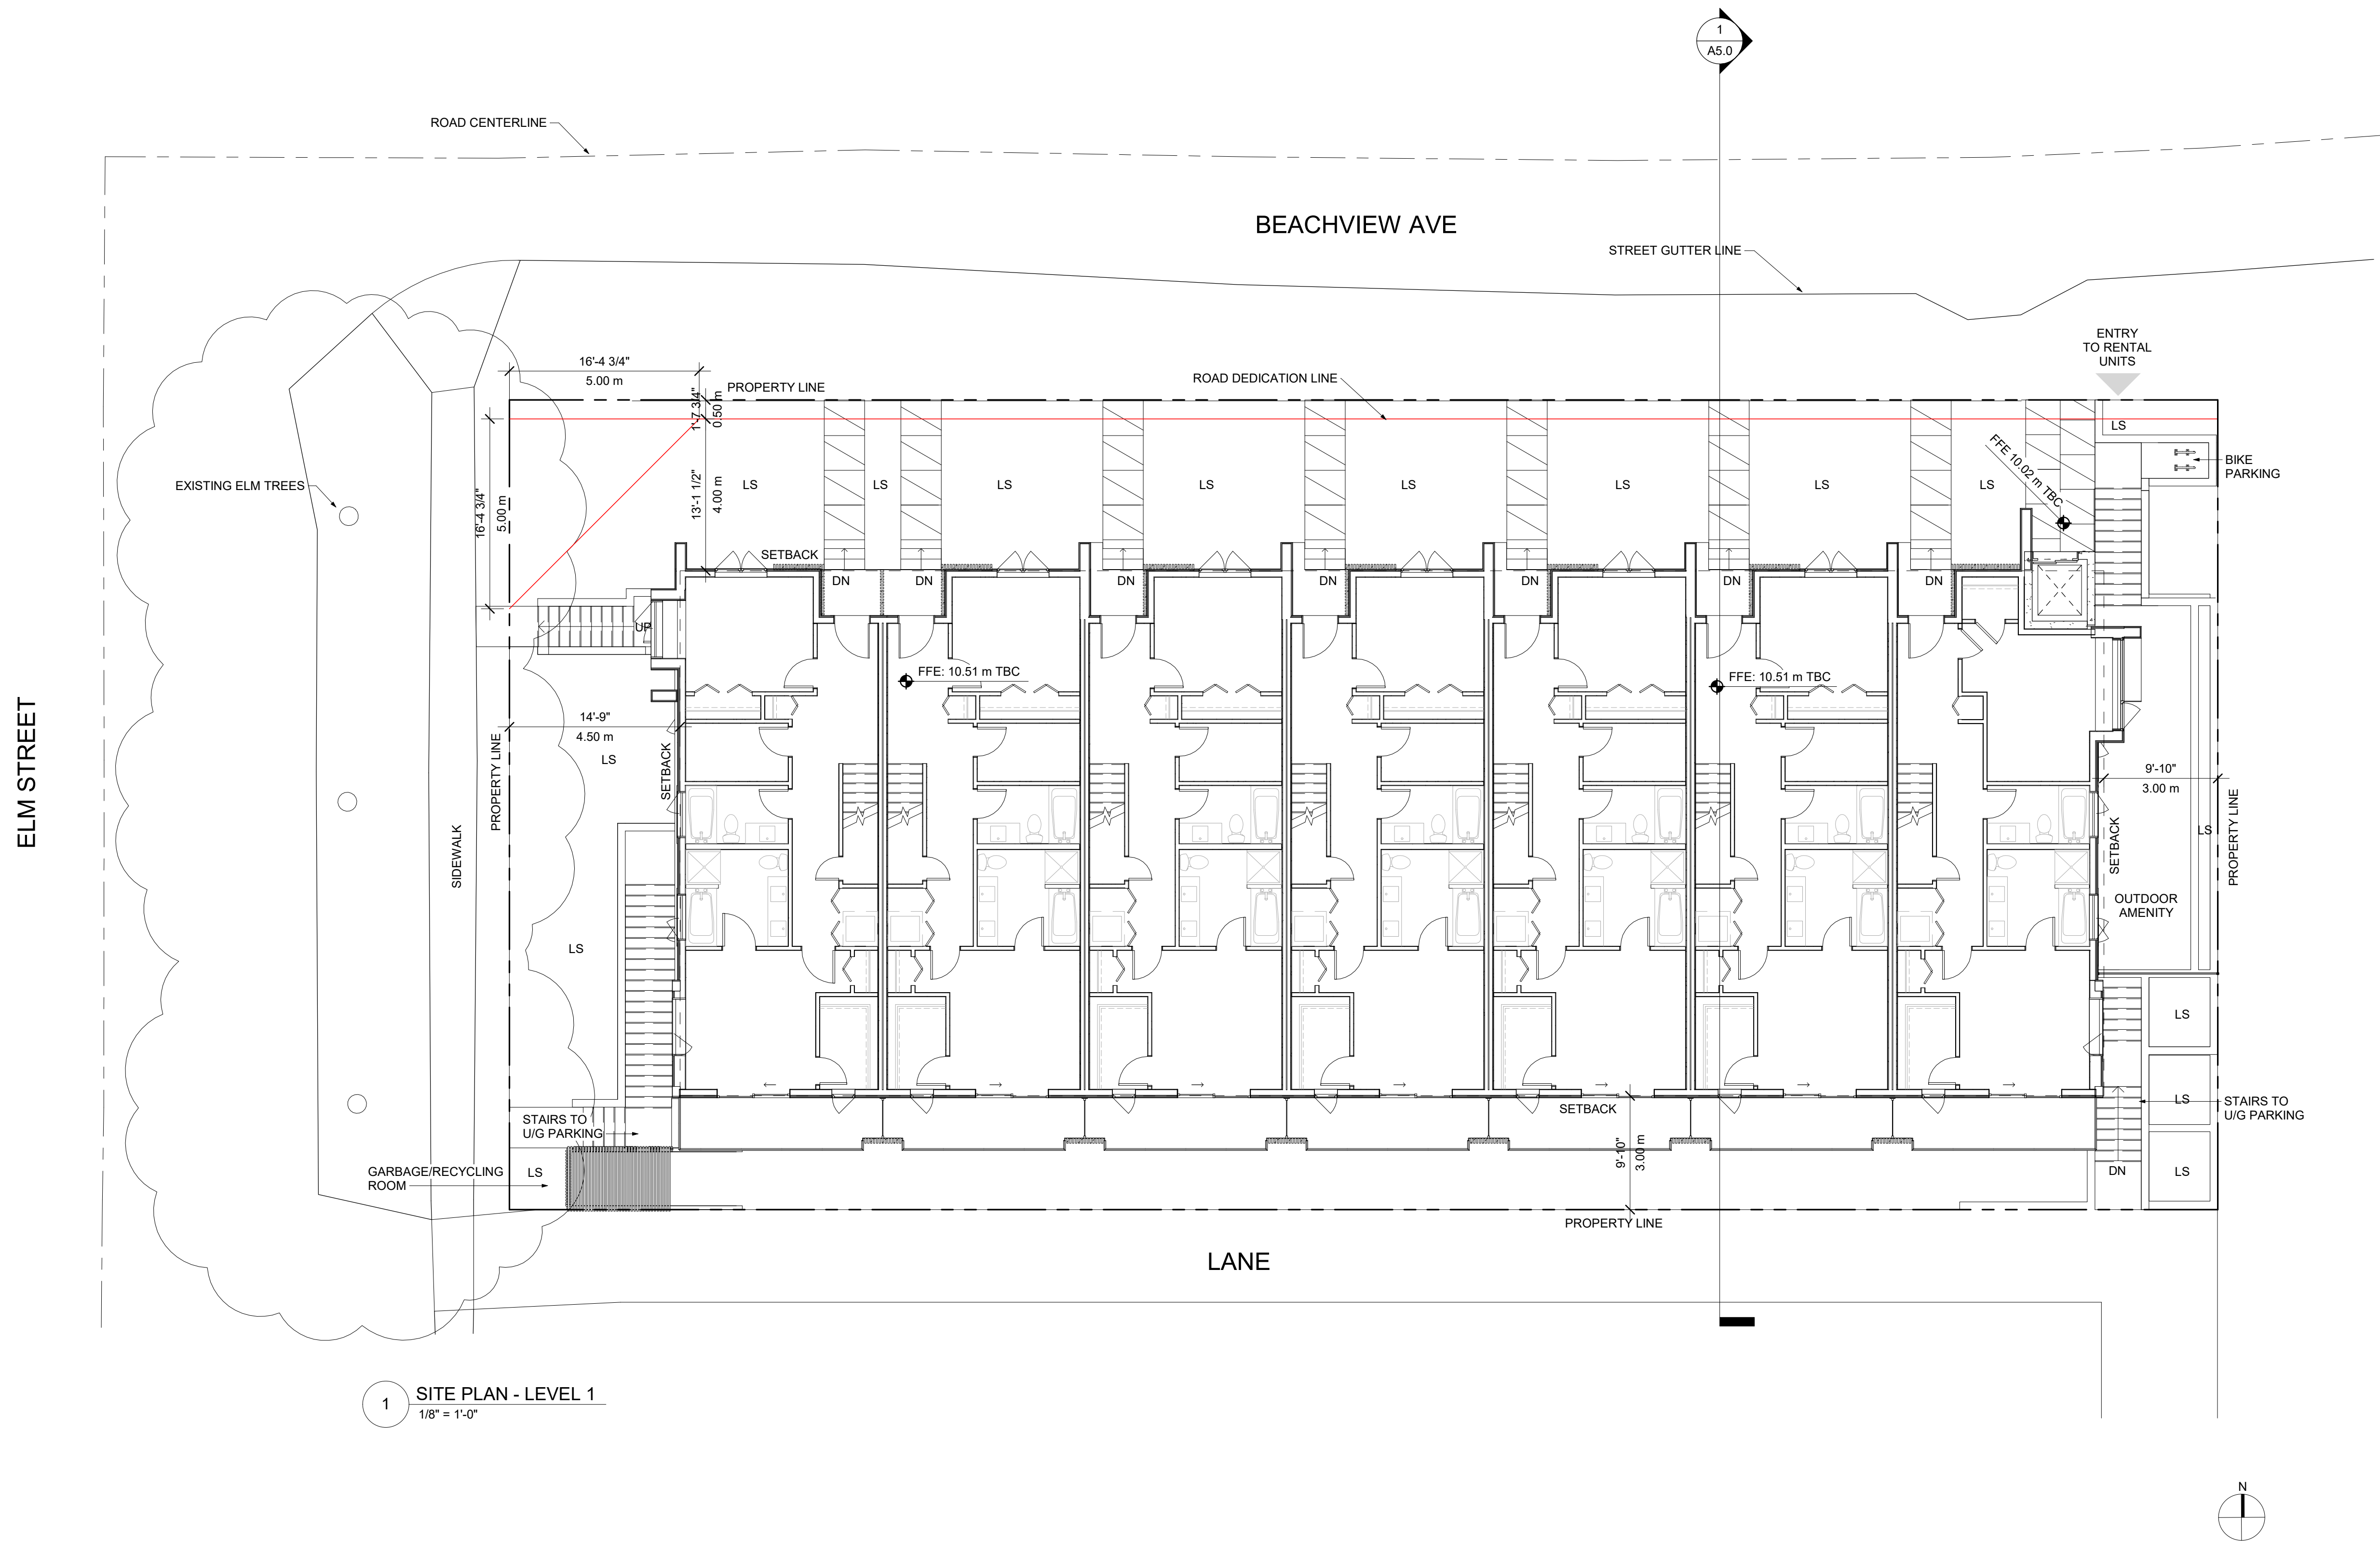 1
A5.0
ROAD CENTERLINE
BEACHVIEW AVE
STREET GUTTER LINE
ENTRY
TO RENTAL
UNITS
16'-4 3/4"
5.00 m
PROPERTY LINE
ROAD DEDICATION LINE
1'-7 3/4"
0.50 m
LS
FFE 10.02 m TBC
BIKE
PARKING
EXISTING ELM TREES
16'-4 3/4"
5.00 m
13'-1 1/2"
4.00 m
LS
LS
LS
LS
LS
LS
LS
LS
SETBACK
DN
DN
DN
DN
DN
DN
DN
UP
FFE: 10.51 m TBC
FFE: 10.51 m TBC
14'-9"
4.50 m
LS
SETBACK
PROPERTY LINE
ELM STREET
SIDEWALK
9'-10"
3.00 m
SETBACK
LS
PROPERTY LINE
OUTDOOR
AMENITY
LS
LS
LS
LS
STAIRS TO
U/G PARKING
SETBACK
STAIRS TO
U/G PARKING
9'-10"
3.00 m
GARBAGE/RECYCLING
ROOM
LS
DN
PROPERTY LINE
LANE
1
SITE PLAN - LEVEL 1
1/8" = 1'-0"
N